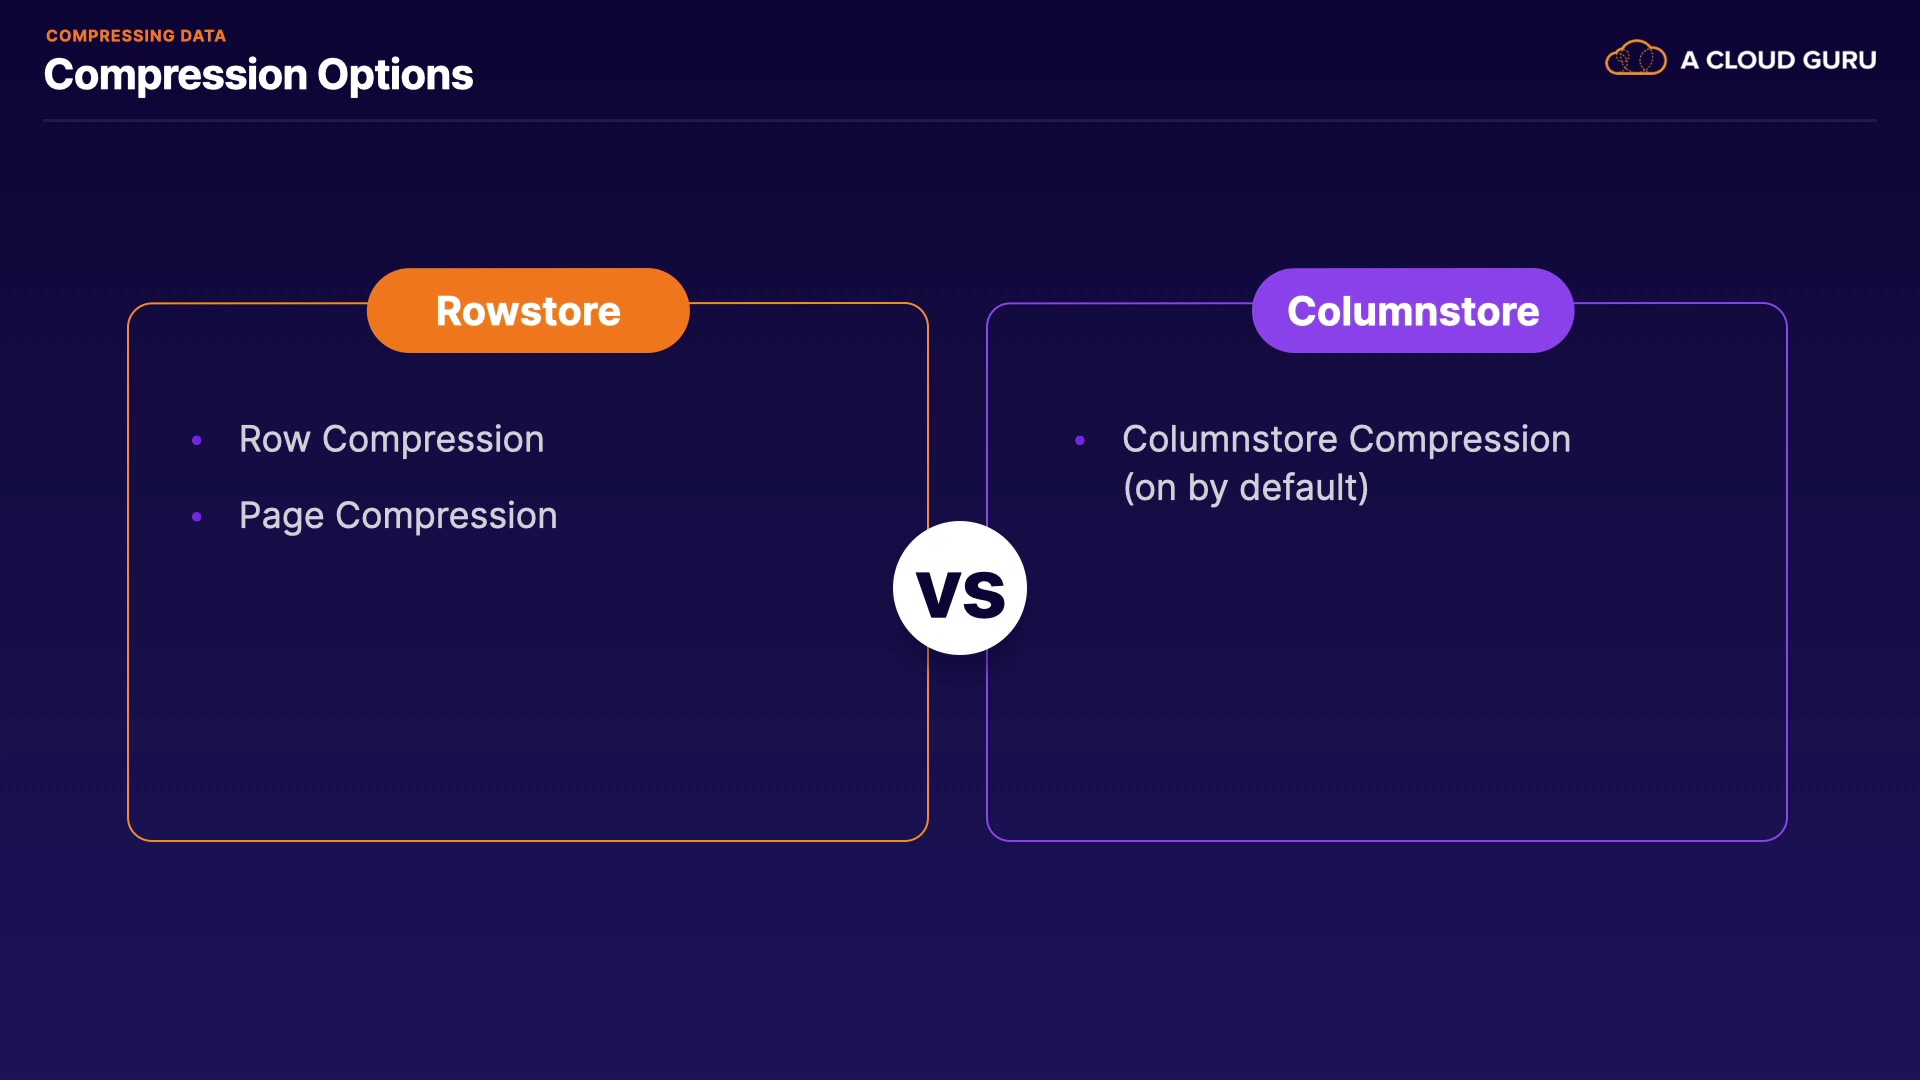 COMPRESSING DATA
Compression Options
A CLOUD GURU
Rowstore
• Row Compression
• Page Compression
vs
Columnstore
• Columnstore Compression
(on by default)